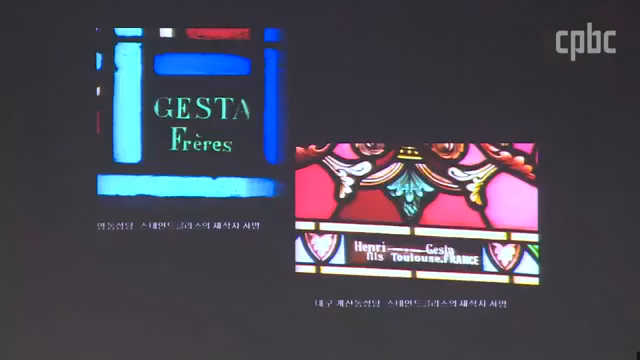 cpbc
GESTA
Frères
명동성당 스테인드글라스의 제작자 서명
Henri Gesta
fils Toulouse.FRANCE
대구 계산동성당 스테인드글라스의 제작자 서명